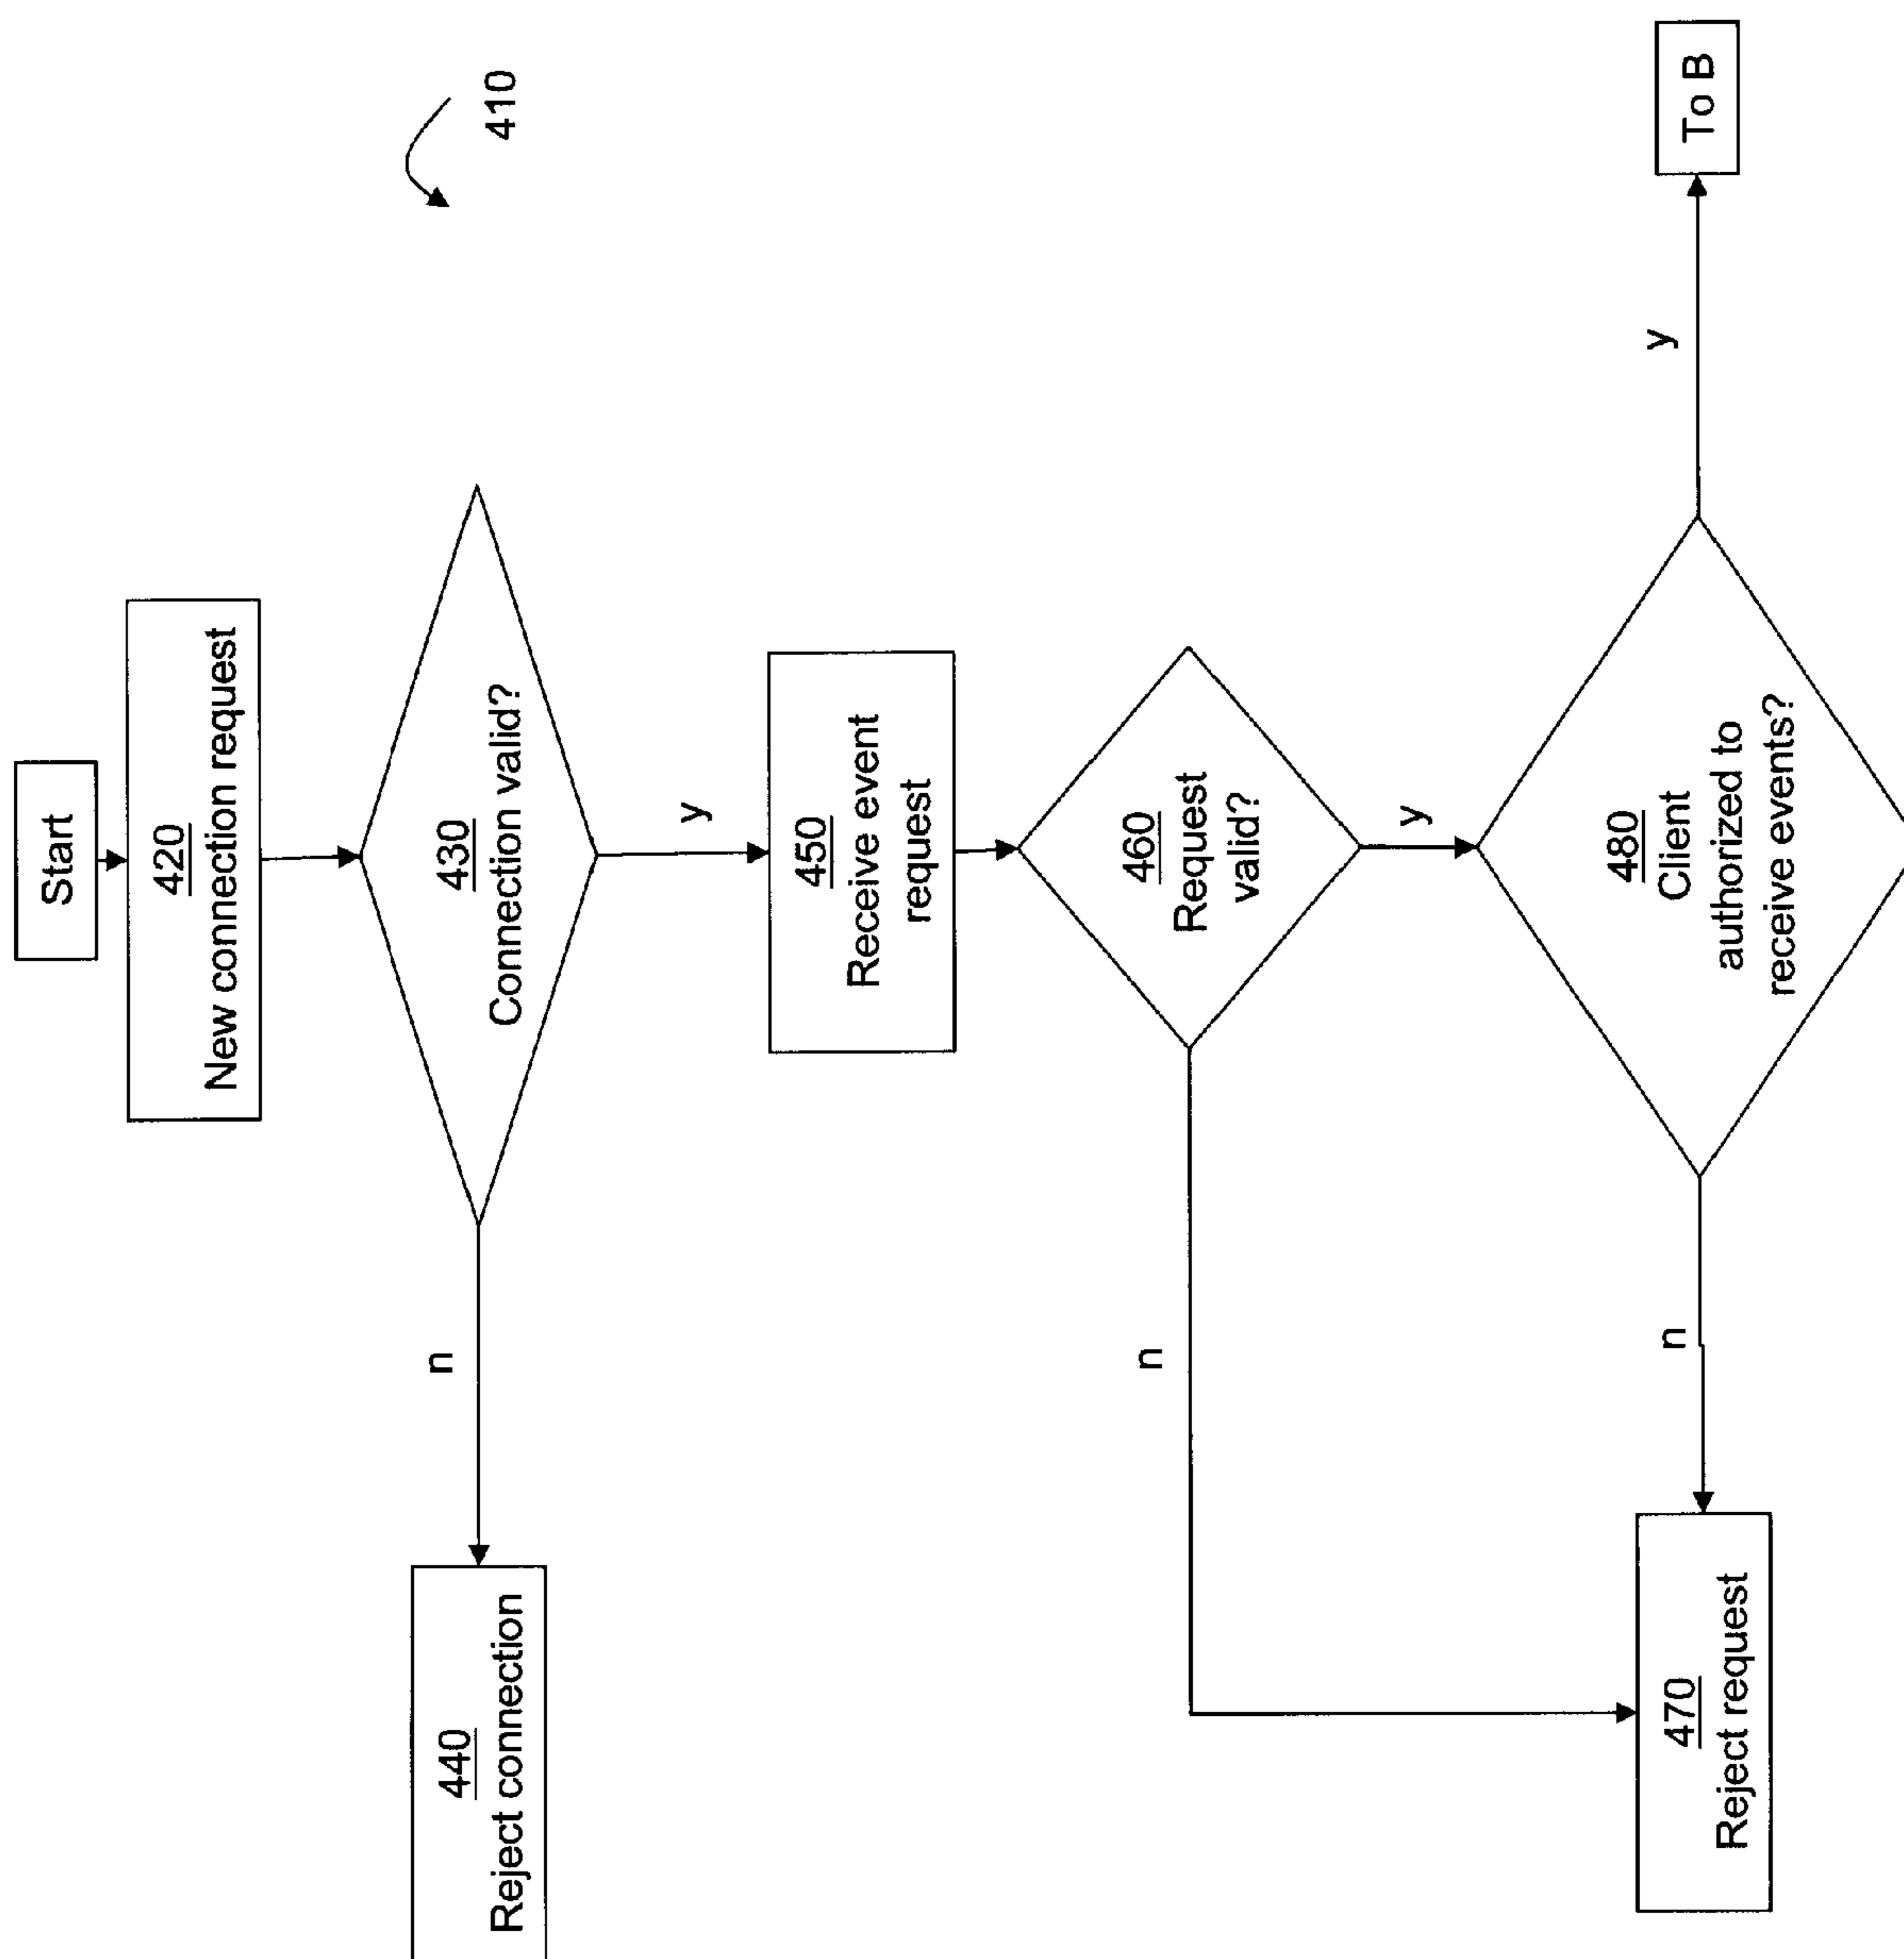 Start
410
420
New connection request
430
Connection valid?
n
y
440
Reject connection
450
Receive event
request
460
Request
valid?
n
y
480
Client
authorized to
receive events?
n
y
470
Reject request
To B